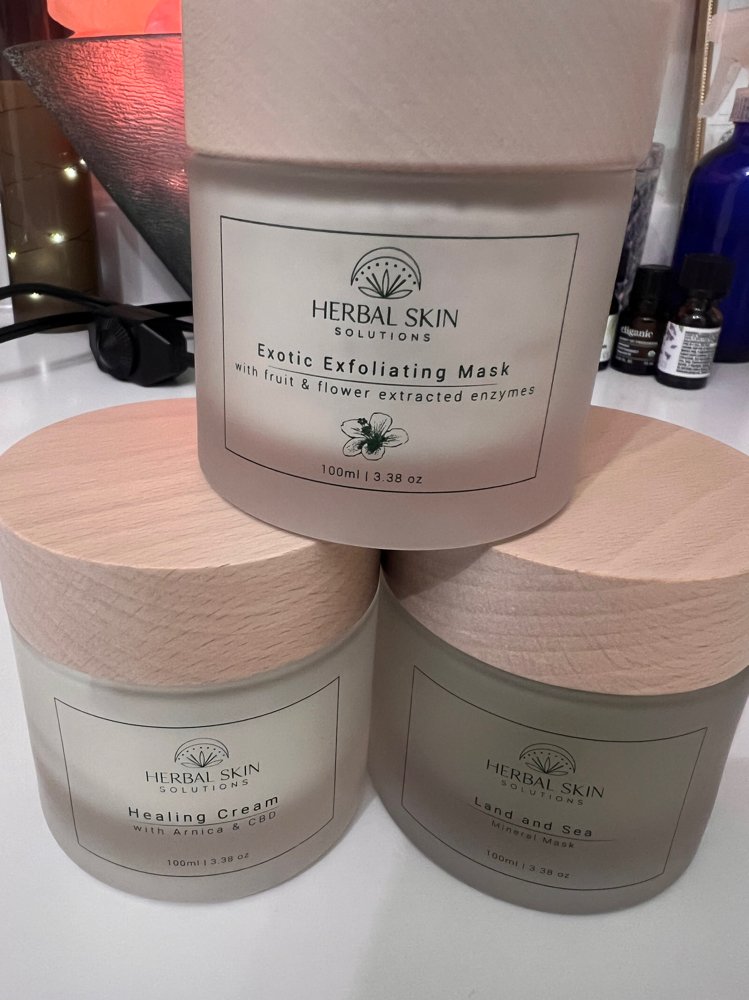 HERBAL SKIN
SOLUTIONS
Exotic Exfoliating Mask
with fruit & flower extracted enzymes
100ml | 3.38 oz
HERBAL SKIN
SOLUTIONS
Healing Cream
with Arnica & CBD
100ml | 3.38 oz
HERBAL SKIN
SOLUTIONS
Land and Sea
Mineral Mask
100ml | 3.38 oz